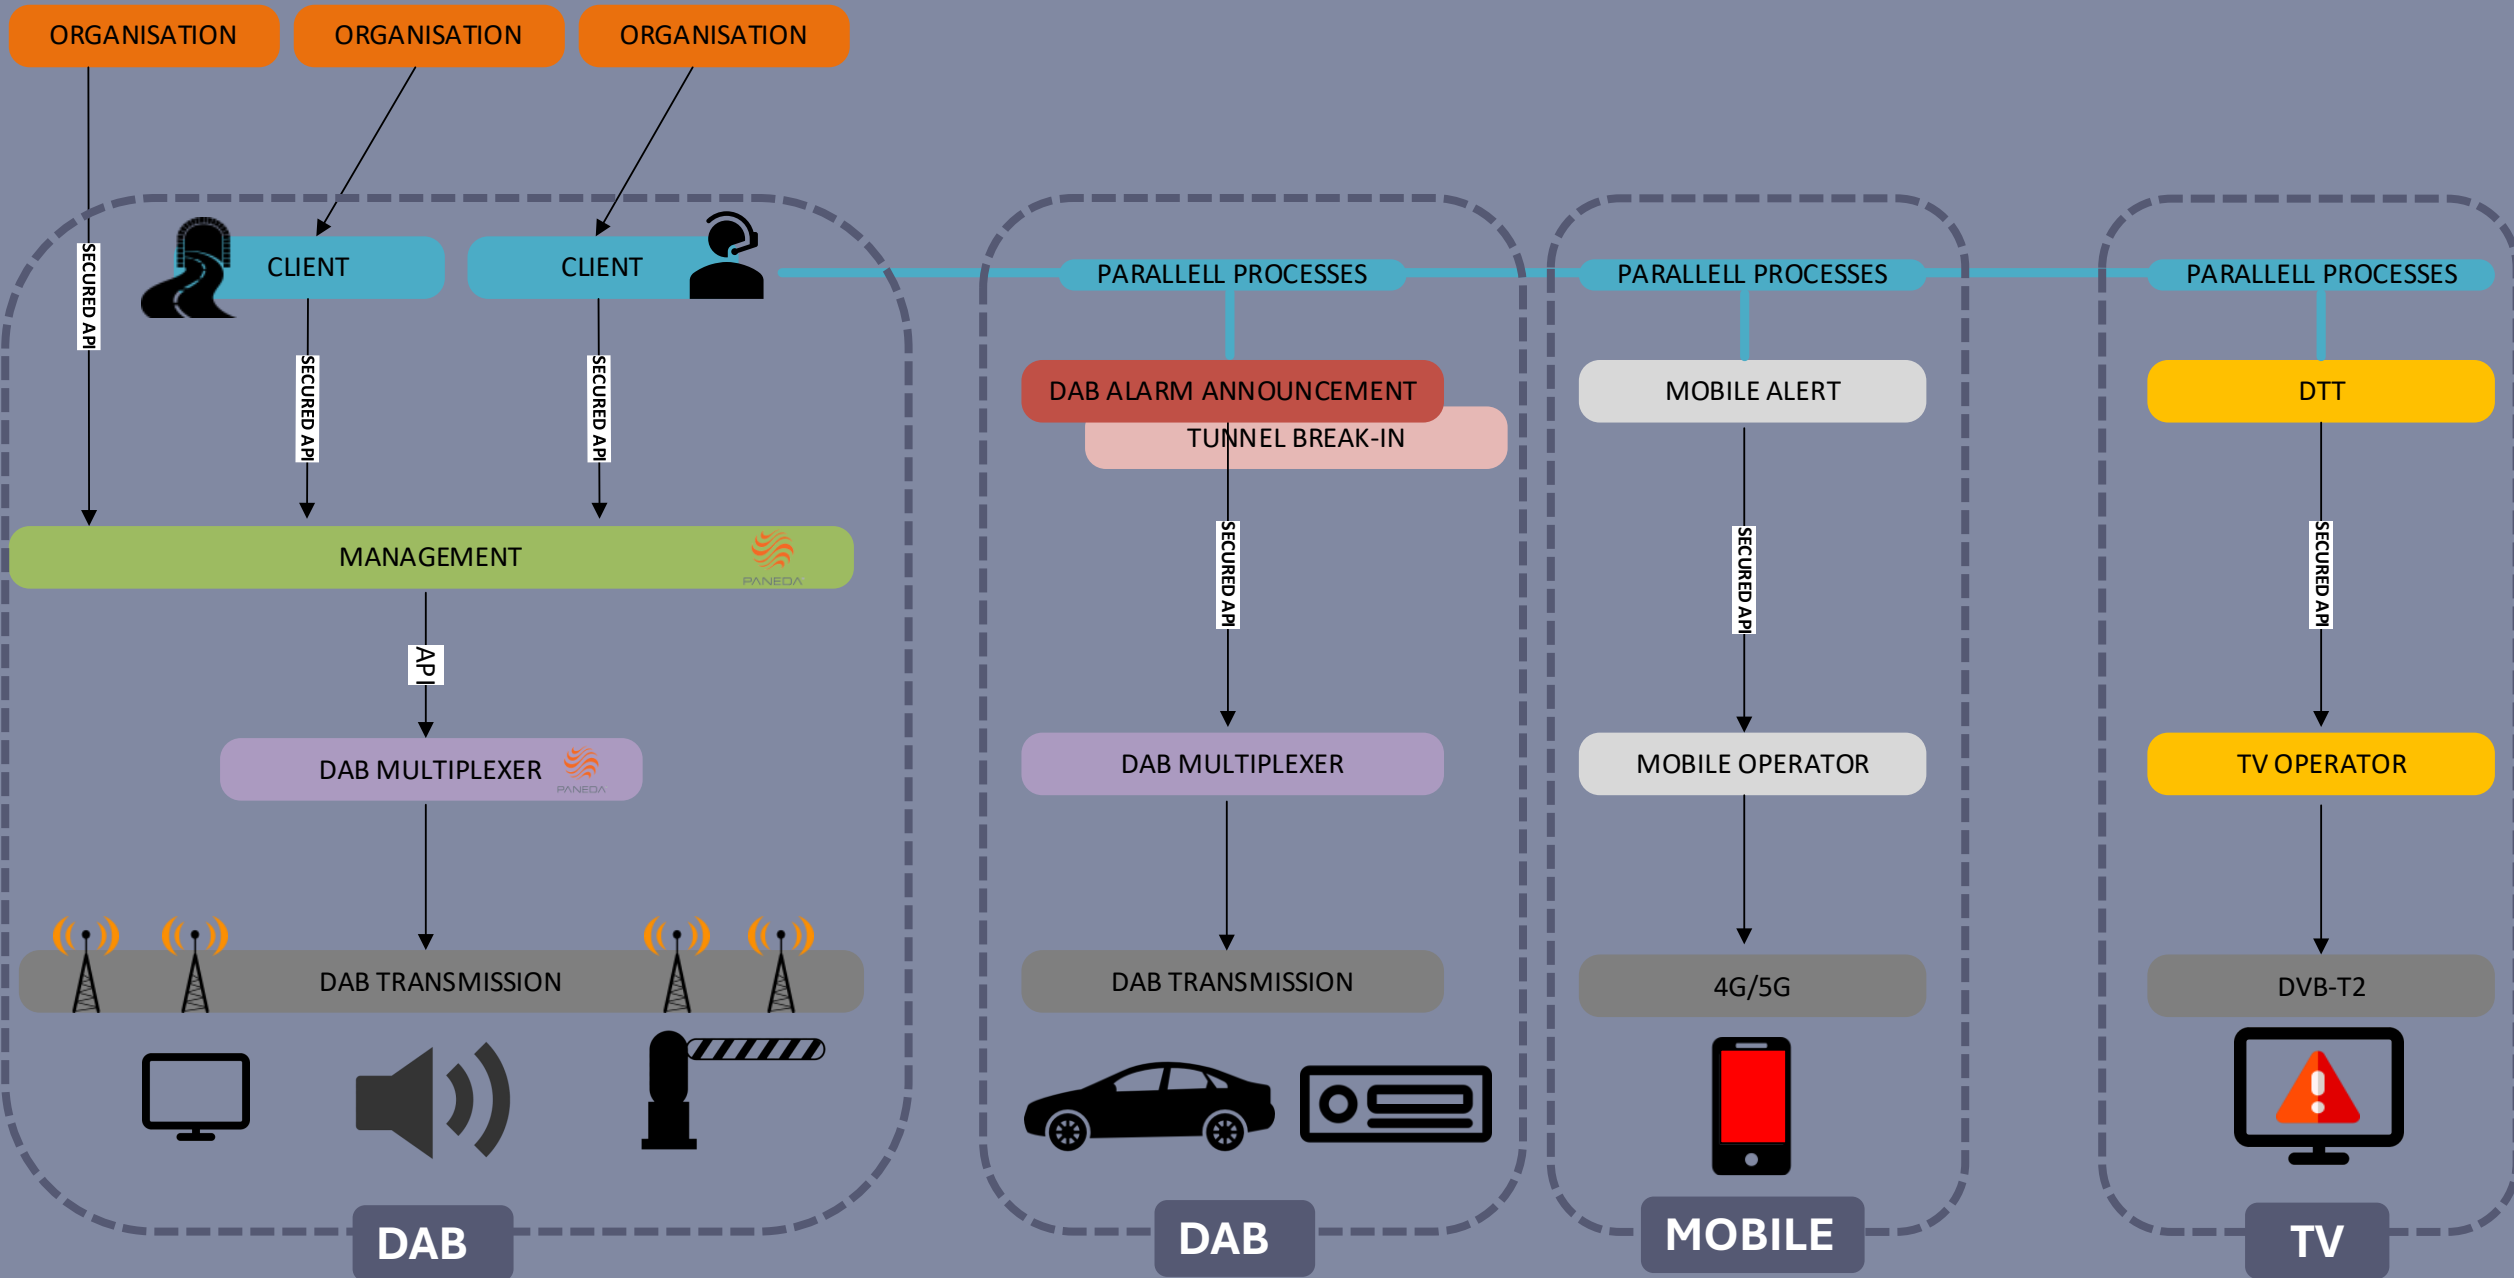 ORGANISATION
ORGANISATION
ORGANISATION
CLIENT
CLIENT
SECURED API
SECURED API
SECURED API
MANAGEMENT
PANEDA
API
DAB MULTIPLEXER
PANEDA
DAB TRANSMISSION
DAB
PARALLELL PROCESSES
DAB ALARM ANNOUNCEMENT
TUNNEL BREAK-IN
SECURED API
DAB MULTIPLEXER
DAB TRANSMISSION
DAB
PARALLELL PROCESSES
MOBILE ALERT
SECURED API
MOBILE OPERATOR
4G/5G
MOBILE
PARALLELL PROCESSES
DTT
SECURED API
TV OPERATOR
DVB-T2
TV